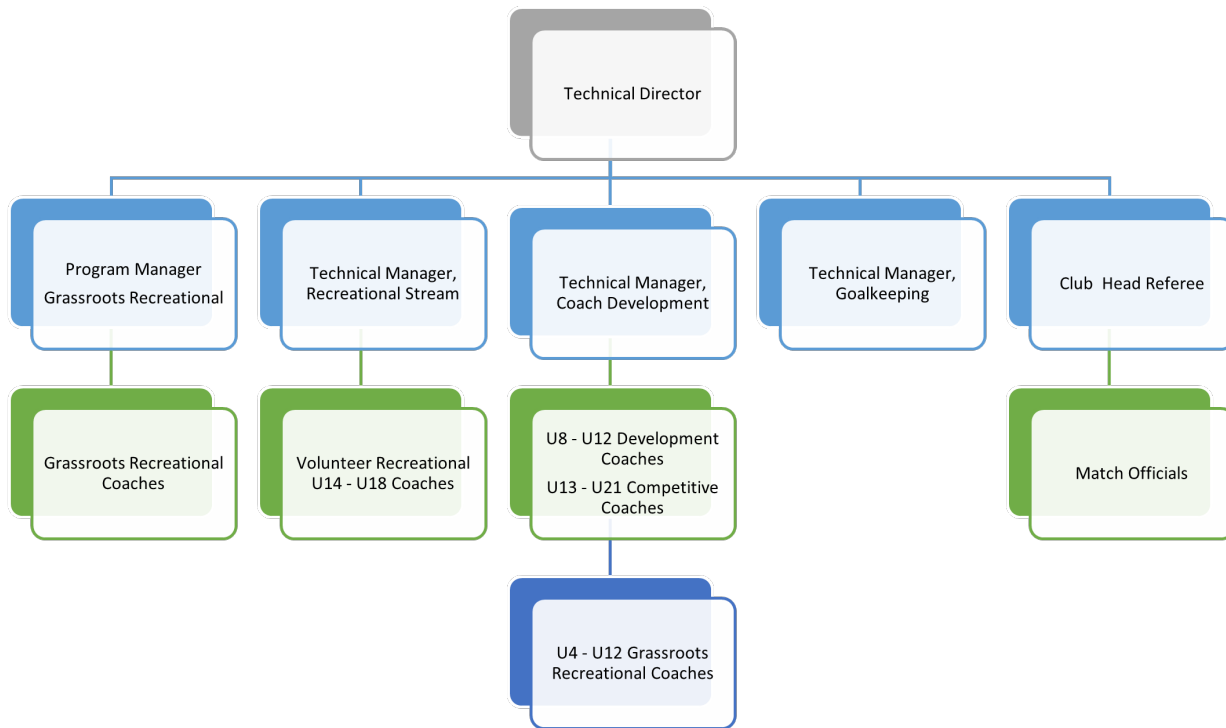 Technical Director
Program Manager
Grassroots Recreational
Technical Manager,
Recreational Stream
Technical Manager,
Coach Development
Technical Manager,
Goalkeeping
Club  Head Referee
Grassroots Recreational
Coaches
Volunteer Recreational
U14 - U18 Coaches
U8 - U12 Development
Coaches
U13 - U21 Competitive
Coaches
Match Officials
U4 - U12 Grassroots
Recreational Coaches